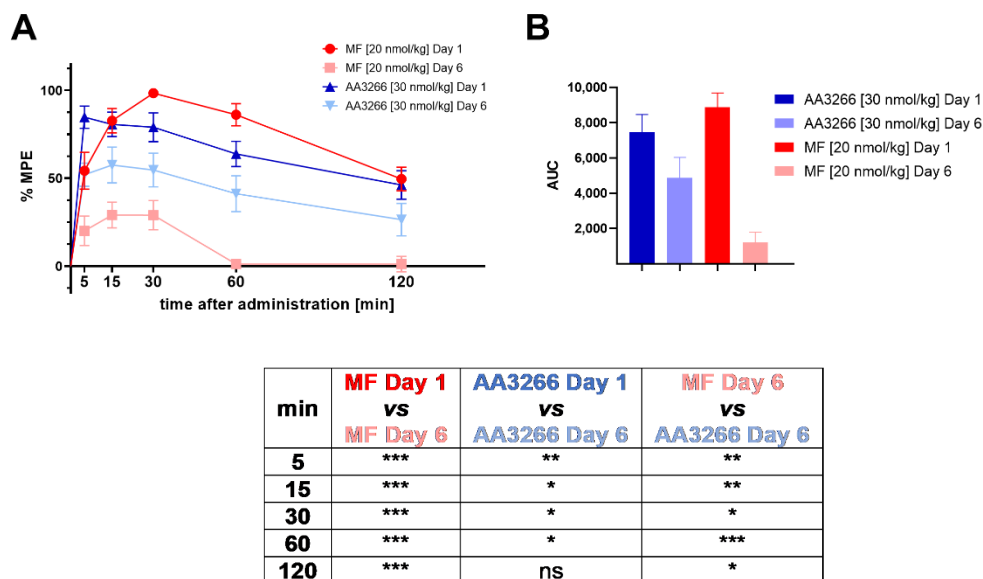 A
MF [20 nmol/kg] Day 1
MF [20 nmol/kg] Day 6
AA3266 [30 nmol/kg] Day 1
AA3266 [30 nmol/kg] Day 6
% MPE
100
50
0
5 15 30 60 120
time after administration [min]
B
AA3266 [30 nmol/kg] Day 1
AA3266 [30 nmol/kg] Day 6
MF [20 nmol/kg] Day 1
MF [20 nmol/kg] Day 6
AUC
10,000
8,000
6,000
4,000
2,000
min MF Day 1 vs MF Day 6 AA3266 Day 1 vs AA3266 Day 6 MF Day 6 vs AA3266 Day 6
5 *** ** **
15 *** * **
30 *** * *
60 *** * ***
120 *** ns *